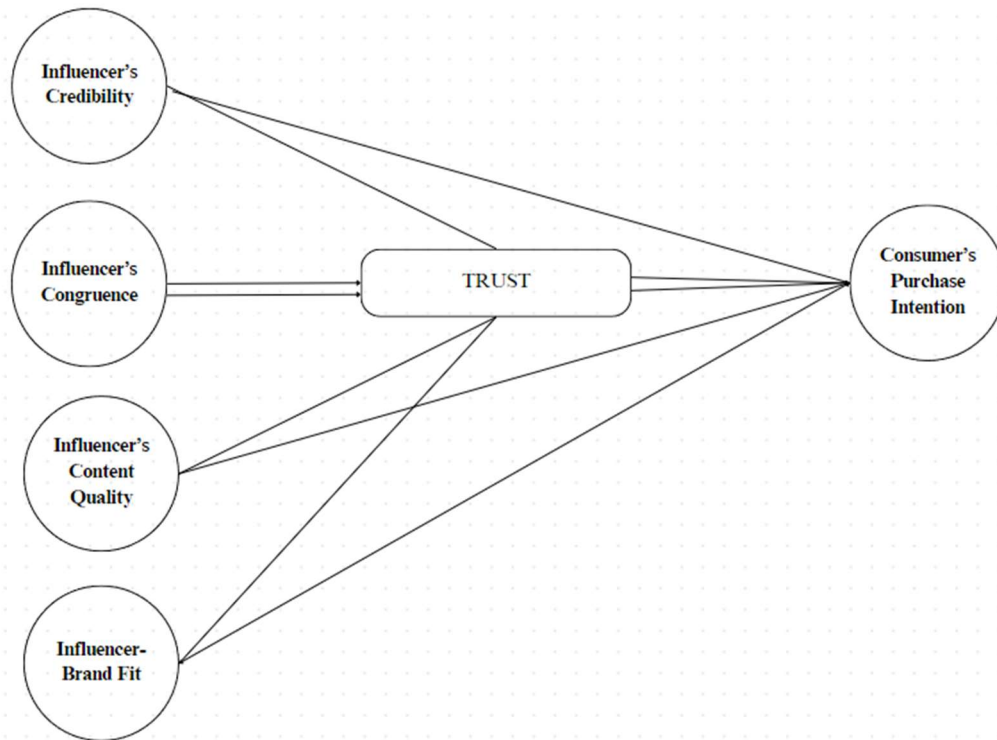 Influencer's
Credibility
Influencer's
Congruence
TRUST
Consumer's
Purchase
Intention
Influencer's
Content
Quality
Influencer-
Brand Fit